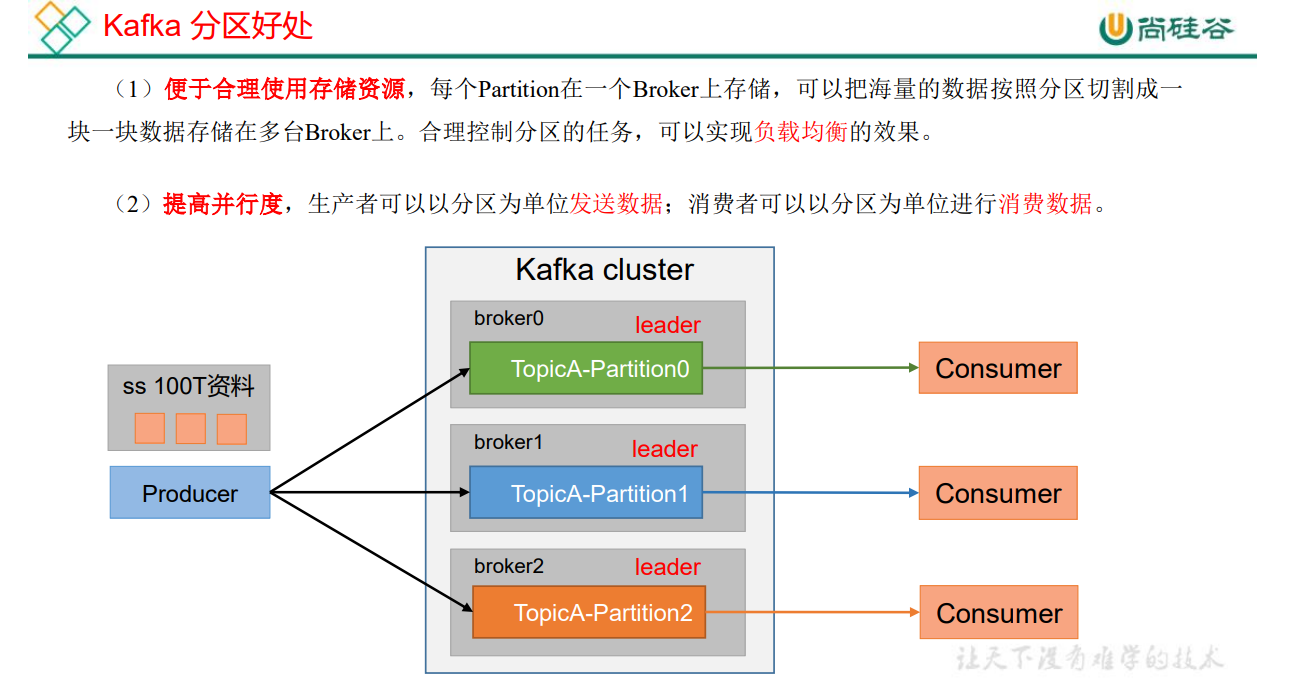 Kafka 分区好处
尚硅谷
（1）便于合理使用存储资源，每个Partition在一个Broker上存储，可以把海量的数据按照分区切割成一
块一块数据存储在多台Broker上。合理控制分区的任务，可以实现负载均衡的效果。
（2）提高并行度，生产者可以以分区为单位发送数据；消费者可以以分区为单位进行消费数据。
Kafka cluster
broker0
leader
TopicA-Partition0
Consumer
ss 100T资料
broker1
leader
Producer
TopicA-Partition1
Consumer
broker2
leader
TopicA-Partition2
Consumer
让天下没有难学的技术